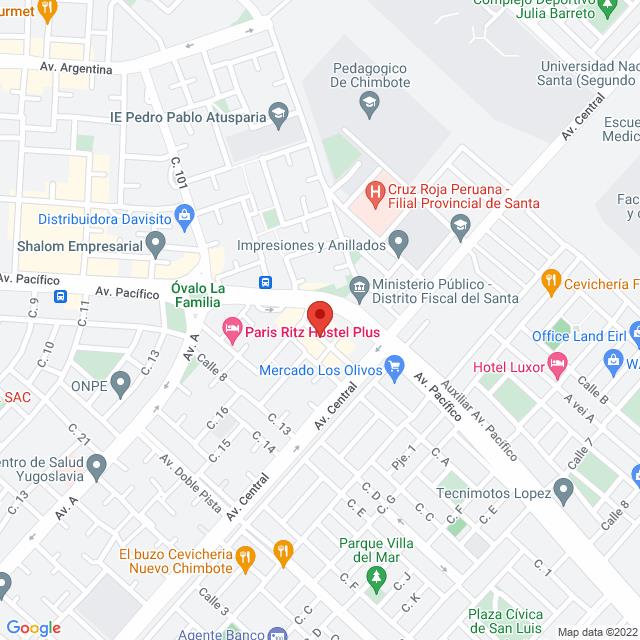 ourmet
Complejo Deportivo
Julia Barreto
Av. Argentina
Pedagogico
De Chimbote
Universidad Nac
Santa (Segundo
IE Pedro Pablo Atusparia
Av. Central
Escue
Medic
C. 101
Cruz Roja Peruana -
Filial Provincial de Santa
Fac
y d
Distribuidora Davisito
Shalom Empresarial
Impresiones y Anillados
Av. Pacífico
Av. Pacífico
Óvalo La
Familia
Ministerio Público -
Distrito Fiscal del Santa
Cevichería F
C. 9
C. 11
Paris Ritz Hostel Plus
Office Land Eirl
C. 10
C. 13
Av. A
Calle 8
Mercado Los Olivos
Hotel Luxor
WA
ONPE
SAC
Av. Pacífico
Auxiliar Av. Pacífico
Calle B
A vei A
C. 16
C. 13
Av. Central
C. 21
C. 15
C. 14
Calle 7
entro de Salud
Yugoslavia
Av. Doble Pista
Pje. 1
C. A
C. 13
Av. A
Av. Central
C. D
C. G
C. C
C. F
C. E
Tecnimotos Lopez
Calle 8
C. E
El buzo Cevicheria
Nuevo Chimbote
Parque Villa
del Mar
C. F
C. J
C. K
C. 1
Calle 3
C. C
Plaza Cívica
de San Luis
Google
Agente Banco
Map data ©2022